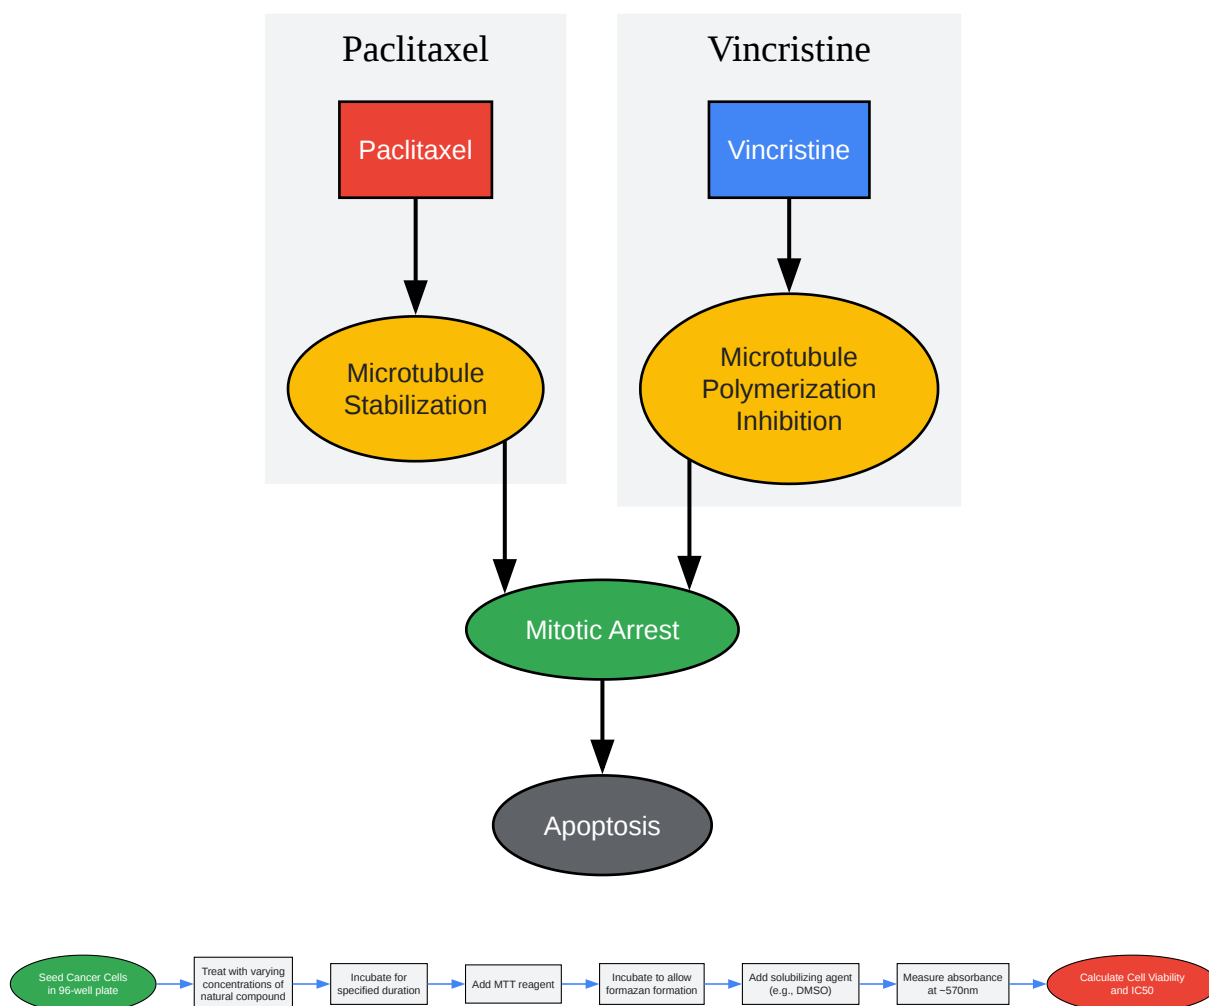 Paclitaxel
Vincristine
Paclitaxel
Vincristine
Microtubule
Stabilization
Microtubule
Polymerization
Inhibition
Mitotic Arrest
Apoptosis
Seed Cancer Cells
in 96-well plate
Treat with varying
concentrations of
natural compound
Incubate for
specified duration
Add MTT reagent
Incubate to allow
formazan formation
Add solubilizing agent
(e.g., DMSO)
Measure absorbance
at ~570nm
Calculate Cell Viability
and IC50